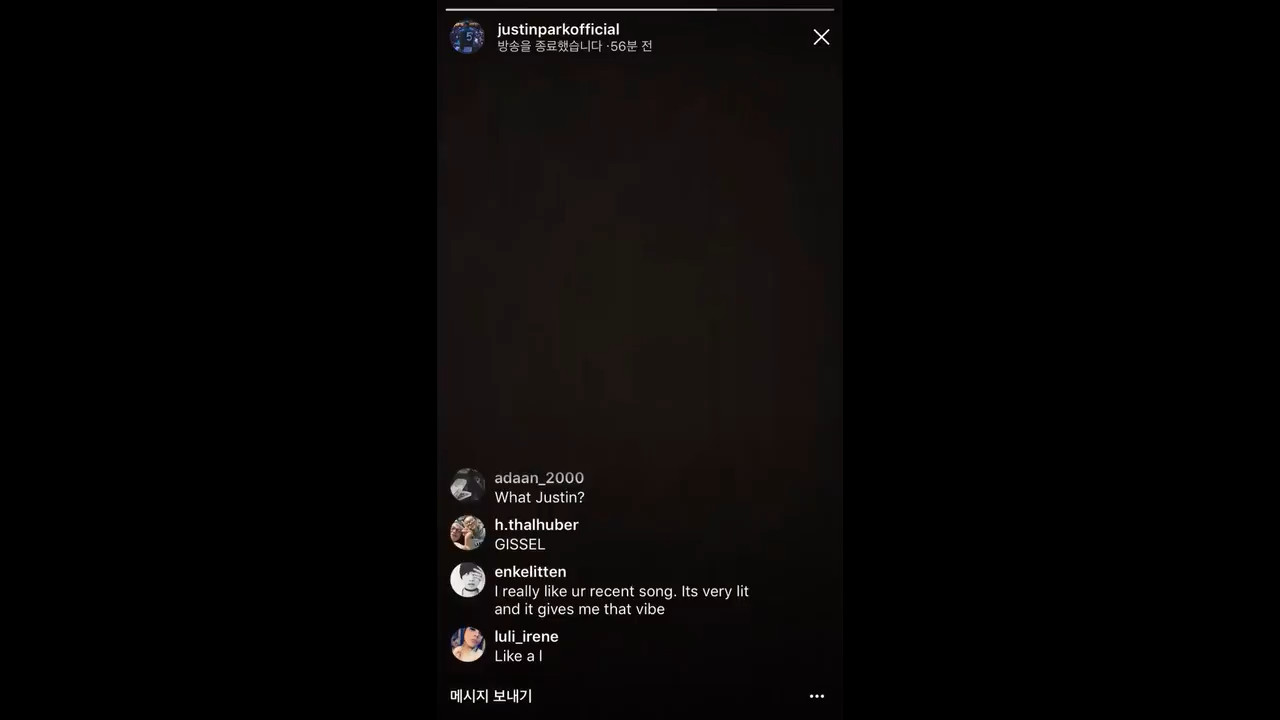 justinparkofficial
방송을 종료했습니다 ·56분 전
adaan_2000
What Justin?
h.thalhuber
GISSEL
enkelitten
I really like ur recent song. Its very lit
and it gives me that vibe
luli_irene
Like a l
메시지 보내기